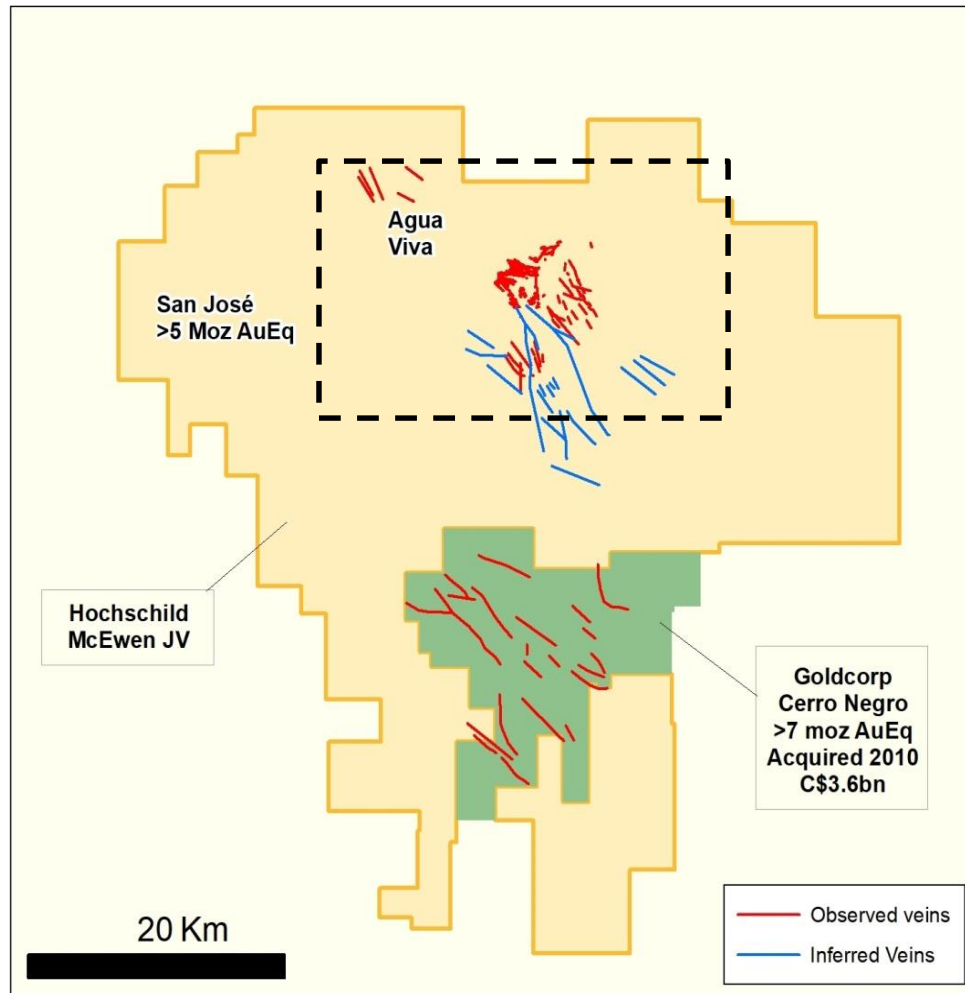 Agua
Viva
San José
>5 Moz AuEq
Hochschild
McEwen JV
Goldcorp
Cerro Negro
>7 moz AuEq
Acquired 2010
C$3.6bn
20 Km
Observed veins
Inferred Veins